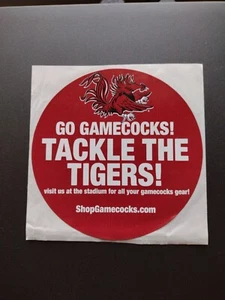 GO GAMECOCKS!
TACKLE THE
TIGERS!
visit us at the stadium for all your gamecocks gear!
ShopGamecocks.com